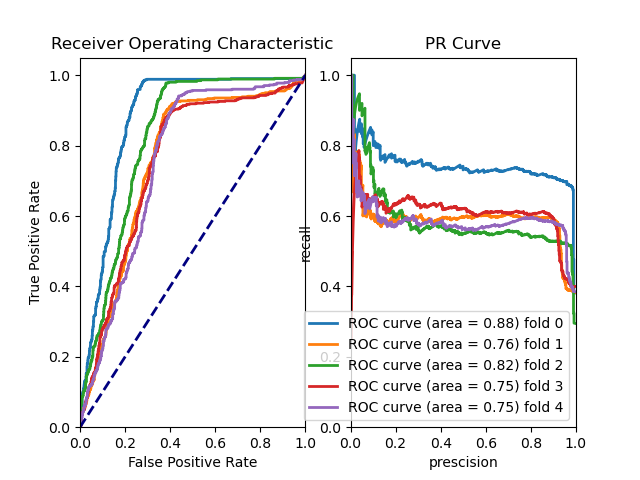 Receiver Operating Characteristic
1.0
0.8
0.6
0.4
0.2
0.0
True Positive Rate
0.0 0.2 0.4 0.6 0.8 1.0
False Positive Rate
PR Curve
1.0
0.8
0.6
0.4
0.2
0.0
recall
0.0 0.2 0.4 0.6 0.8 1.0
prescision
ROC curve (area = 0.88) fold 0
ROC curve (area = 0.76) fold 1
ROC curve (area = 0.82) fold 2
ROC curve (area = 0.75) fold 3
ROC curve (area = 0.75) fold 4